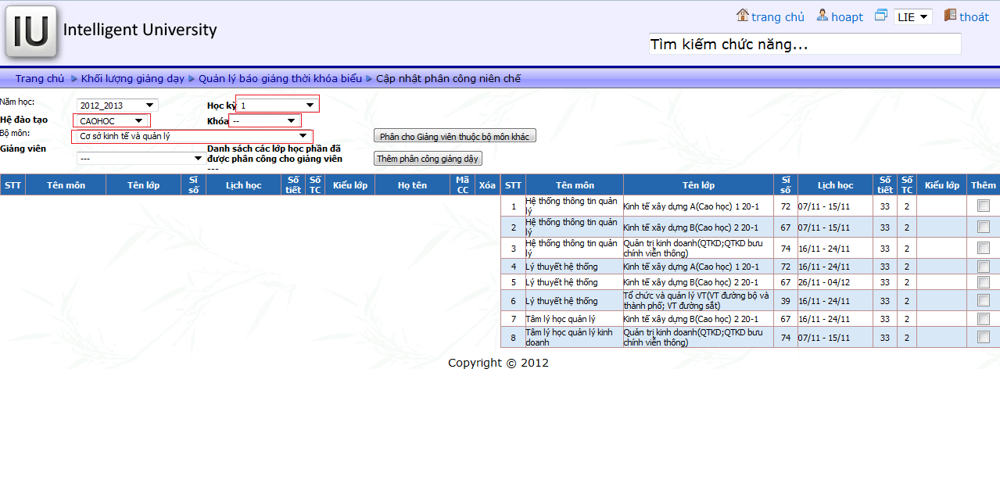 IU Intelligent University
trang chủ hoapt LIE thoát
Tìm kiếm chức năng...
Trang chủ Khối lượng giảng dạy Quản lý báo giảng thời khóa biểu Cập nhật phân công niên chế
Năm học: 2012_2013 Học kỳ 1
Hệ đào tạo CAOHOC Khóa --
Bộ môn: Cơ sở kinh tế và quản lý Phân cho Giảng viên thuộc bộ môn khác
Giảng viên --- Danh sách các lớp học phần đã
được phân công cho giảng viên
---
Thêm phân công giảng dậy
STT Tên môn Tên lớp Sĩ số Lịch học Số tiết Số TC Kiểu lớp Họ tên Mã CC Xóa
STT Tên môn Tên lớp Sĩ số Lịch học Số tiết Số TC Kiểu lớp Thêm
1 Hệ thống thông tin quản lý Kinh tế xây dựng A(Cao học) 1 20-1 72 07/11 - 15/11 33 2
2 Hệ thống thông tin quản lý Kinh tế xây dựng B(Cao học) 2 20-1 67 07/11 - 15/11 33 2
3 Hệ thống thông tin quản lý Quản trị kinh doanh(QTKD;QTKD bưu chính viễn thông) 74 16/11 - 24/11 33 2
4 Lý thuyết hệ thống Kinh tế xây dựng A(Cao học) 1 20-1 72 16/11 - 24/11 33 2
5 Lý thuyết hệ thống Kinh tế xây dựng B(Cao học) 2 20-1 67 26/11 - 04/12 33 2
6 Lý thuyết hệ thống Tổ chức và quản lý VT(VT đường bộ và thành phố; VT đường sắt) 39 16/11 - 24/11 33 2
7 Tâm lý học quản lý Kinh tế xây dựng B(Cao học) 2 20-1 67 16/11 - 24/11 33 2
8 Tâm lý học quản lý kinh doanh Quản trị kinh doanh(QTKD;QTKD bưu chính viễn thông) 74 07/11 - 15/11 33 2
Copyright © 2012